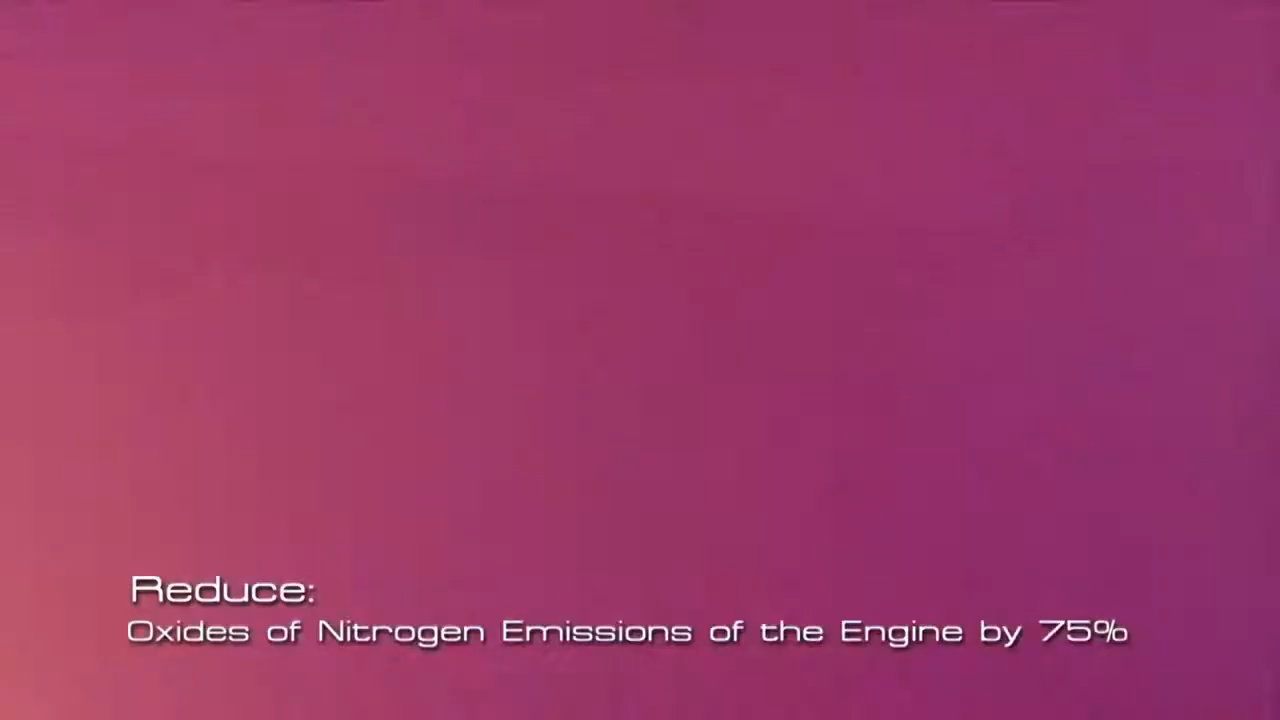 Reduce:
Oxides of Nitrogen Emissions of the Engine by 75%